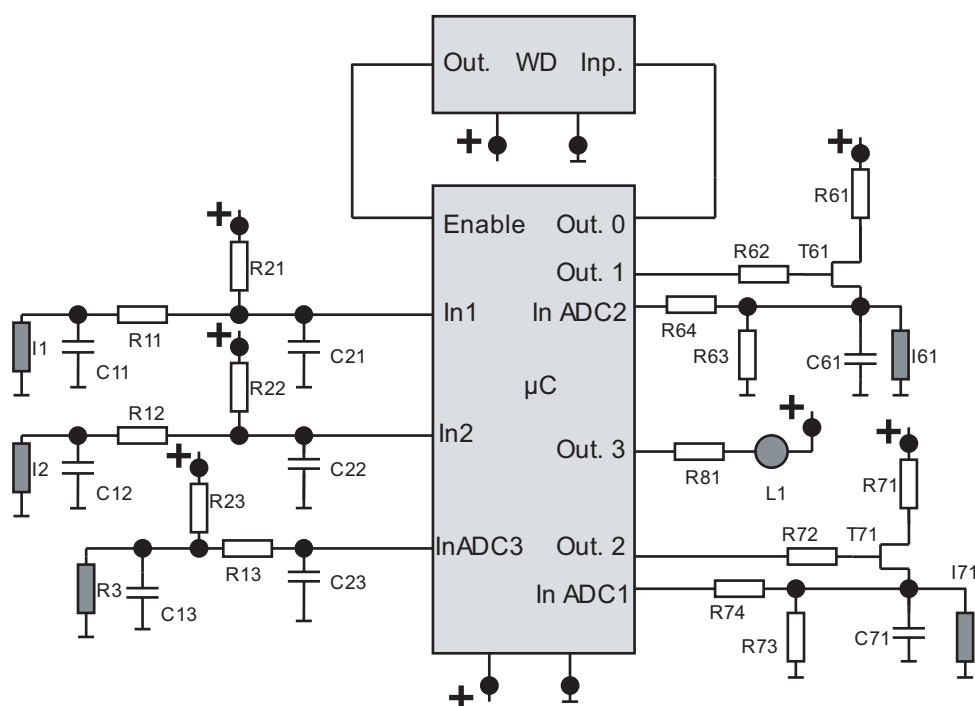 Out. WD Inp.
+ +
Enable Out. 0
R61
+
R21
R62 T61
Out. 1
In1 In ADC2
R11 R64
+
I1 C11 C21 R63 C61 I61
R22
µC
R12 + +
In2
Out. 3
I2 C12 C22 R81 L1 R71
+
R23
R72 T71
InADC3 Out. 2
R13 I71
R3 C13 C23 In ADC1
R74
R73 C71
+